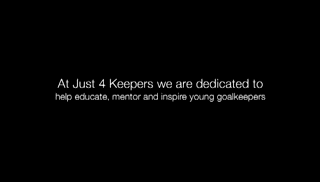 At Just 4 Keepers we are dedicated to
help educate, mentor and inspire young goalkeepers